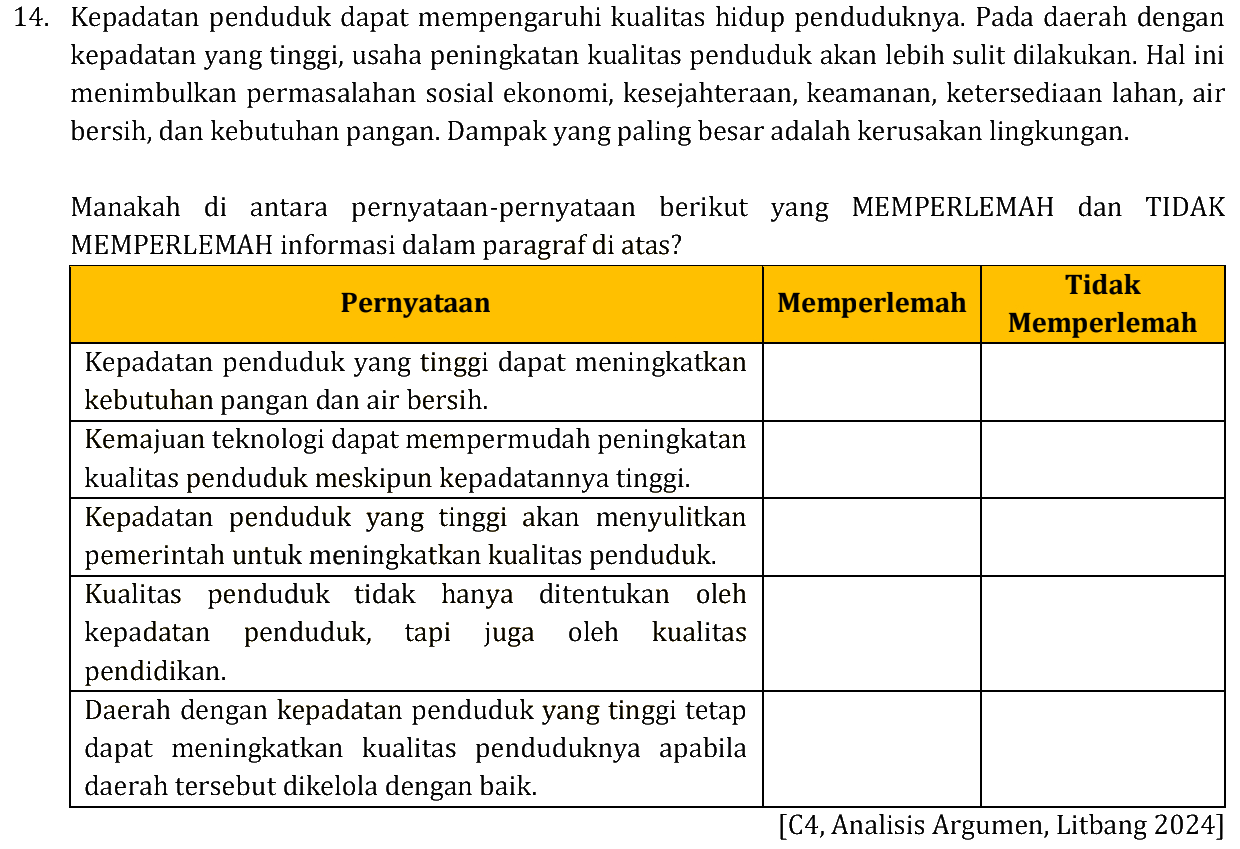 14. Kepadatan penduduk dapat mempengaruhi kualitas hidup penduduknya. Pada daerah dengan
kepadatan yang tinggi, usaha peningkatan kualitas penduduk akan lebih sulit dilakukan. Hal ini
menimbulkan permasalahan sosial ekonomi, kesejahteraan, keamanan, ketersediaan lahan, air
bersih, dan kebutuhan pangan. Dampak yang paling besar adalah kerusakan lingkungan.
Manakah di antara pernyataan-pernyataan berikut yang MEMPERLEMAH dan TIDAK
MEMPERLEMAH informasi dalam paragraf di atas?
Pernyataan
Memperlemah
Tidak
Memperlemah
Kepadatan penduduk yang tinggi dapat meningkatkan
kebutuhan pangan dan air bersih.
Kemajuan teknologi dapat mempermudah peningkatan
kualitas penduduk meskipun kepadatannya tinggi.
Kepadatan penduduk yang tinggi akan menyulitkan
pemerintah untuk meningkatkan kualitas penduduk.
Kualitas penduduk tidak hanya ditentukan oleh
kepadatan penduduk, tapi juga oleh kualitas
pendidikan.
Daerah dengan kepadatan penduduk yang tinggi tetap
dapat meningkatkan kualitas penduduknya apabila
daerah tersebut dikelola dengan baik.
[C4, Analisis Argumen, Litbang 2024]